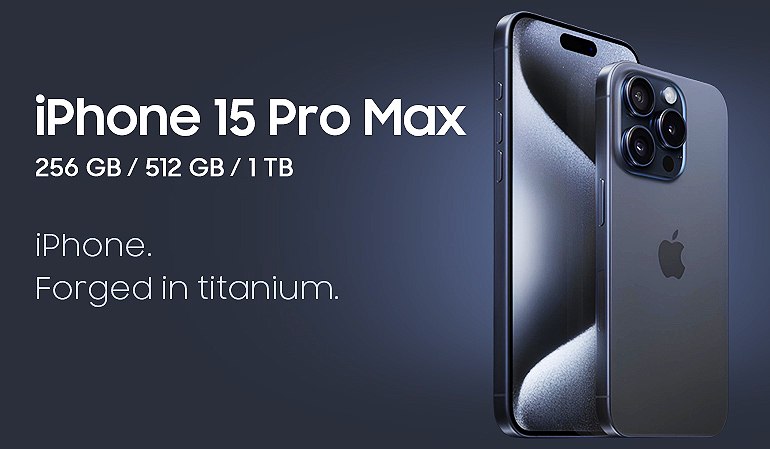 iPhone 15 Pro Max
256 GB / 512 GB / 1 TB
iPhone.
Forged in titanium.